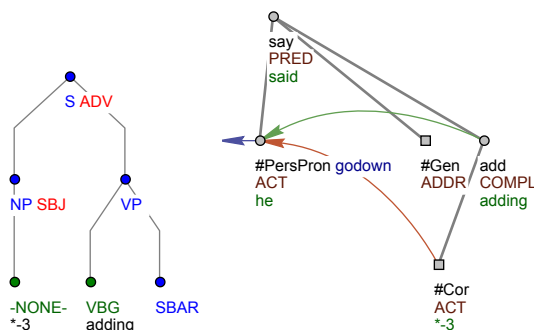 say
PRED
said
S ADV
#PersPron godown
ACT
he
#Gen
ADDR
add
COMPL
adding
NP SBJ
VP
#Cor
ACT
*-3
-NONE-
*-3
VBG
adding
SBAR